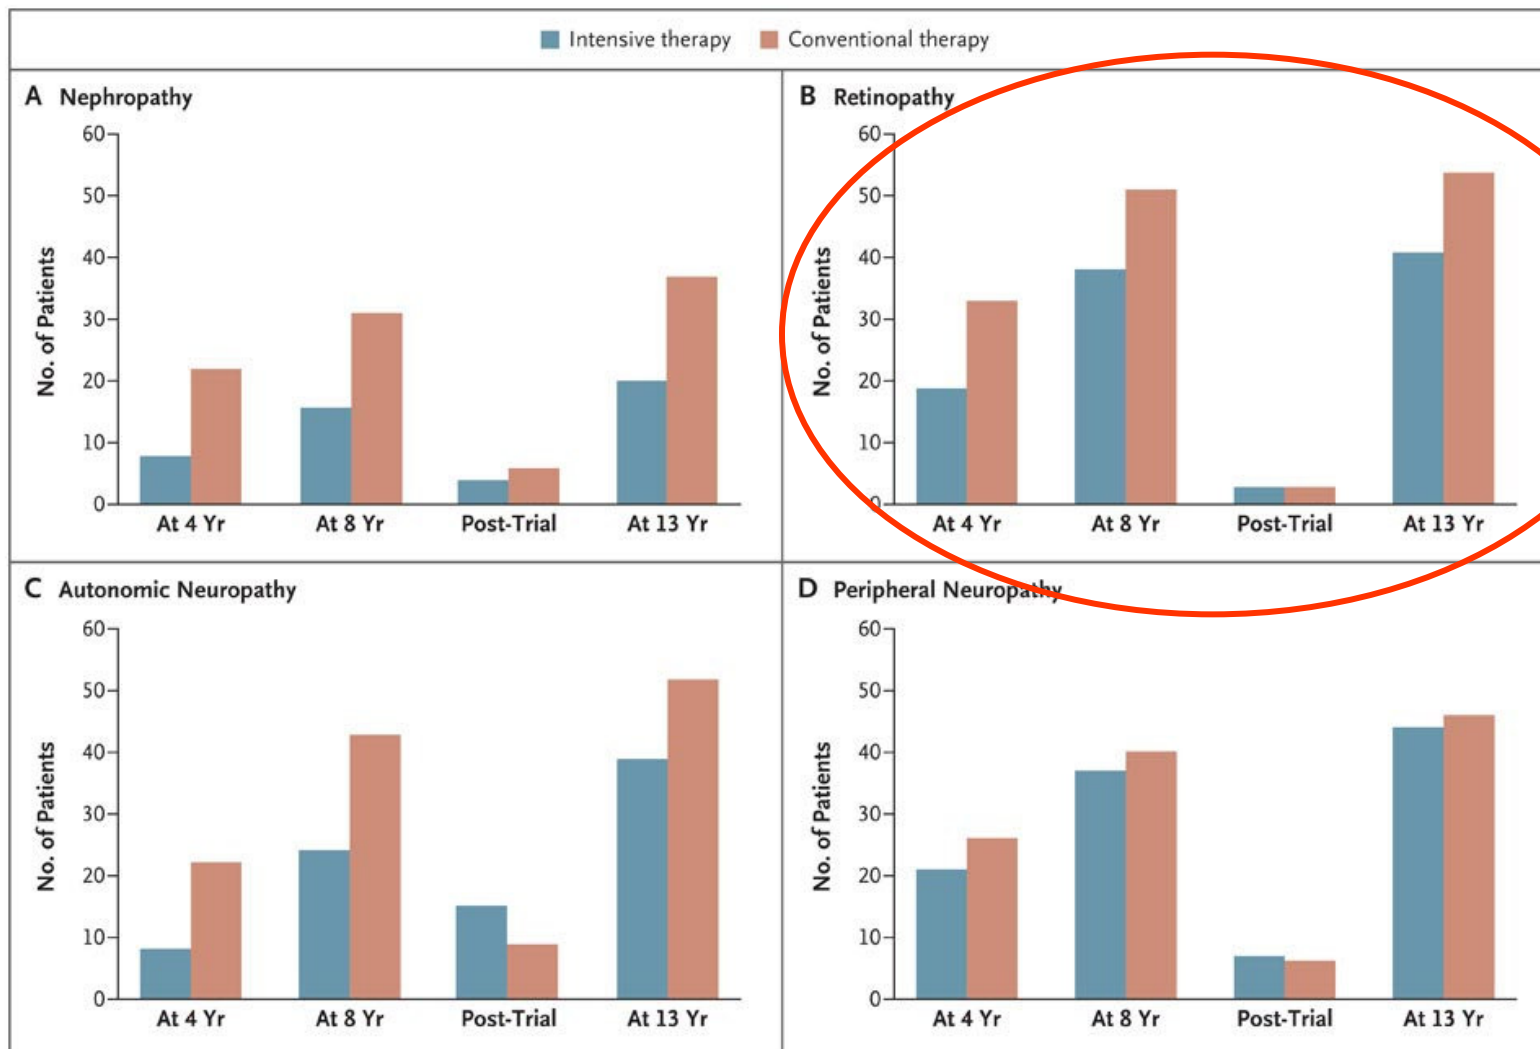 Intensive therapy Conventional therapy
A Nephropathy
60
50
40
30
20
10
0
No. of Patients
At 4 Yr At 8 Yr Post-Trial At 13 Yr
B Retinopathy
60
50
40
30
20
10
0
No. of Patients
At 4 Yr At 8 Yr Post-Trial At 13 Yr
C Autonomic Neuropathy
60
50
40
30
20
10
0
No. of Patients
At 4 Yr At 8 Yr Post-Trial At 13 Yr
D Peripheral Neuropathy
60
50
40
30
20
10
0
No. of Patients
At 4 Yr At 8 Yr Post-Trial At 13 Yr